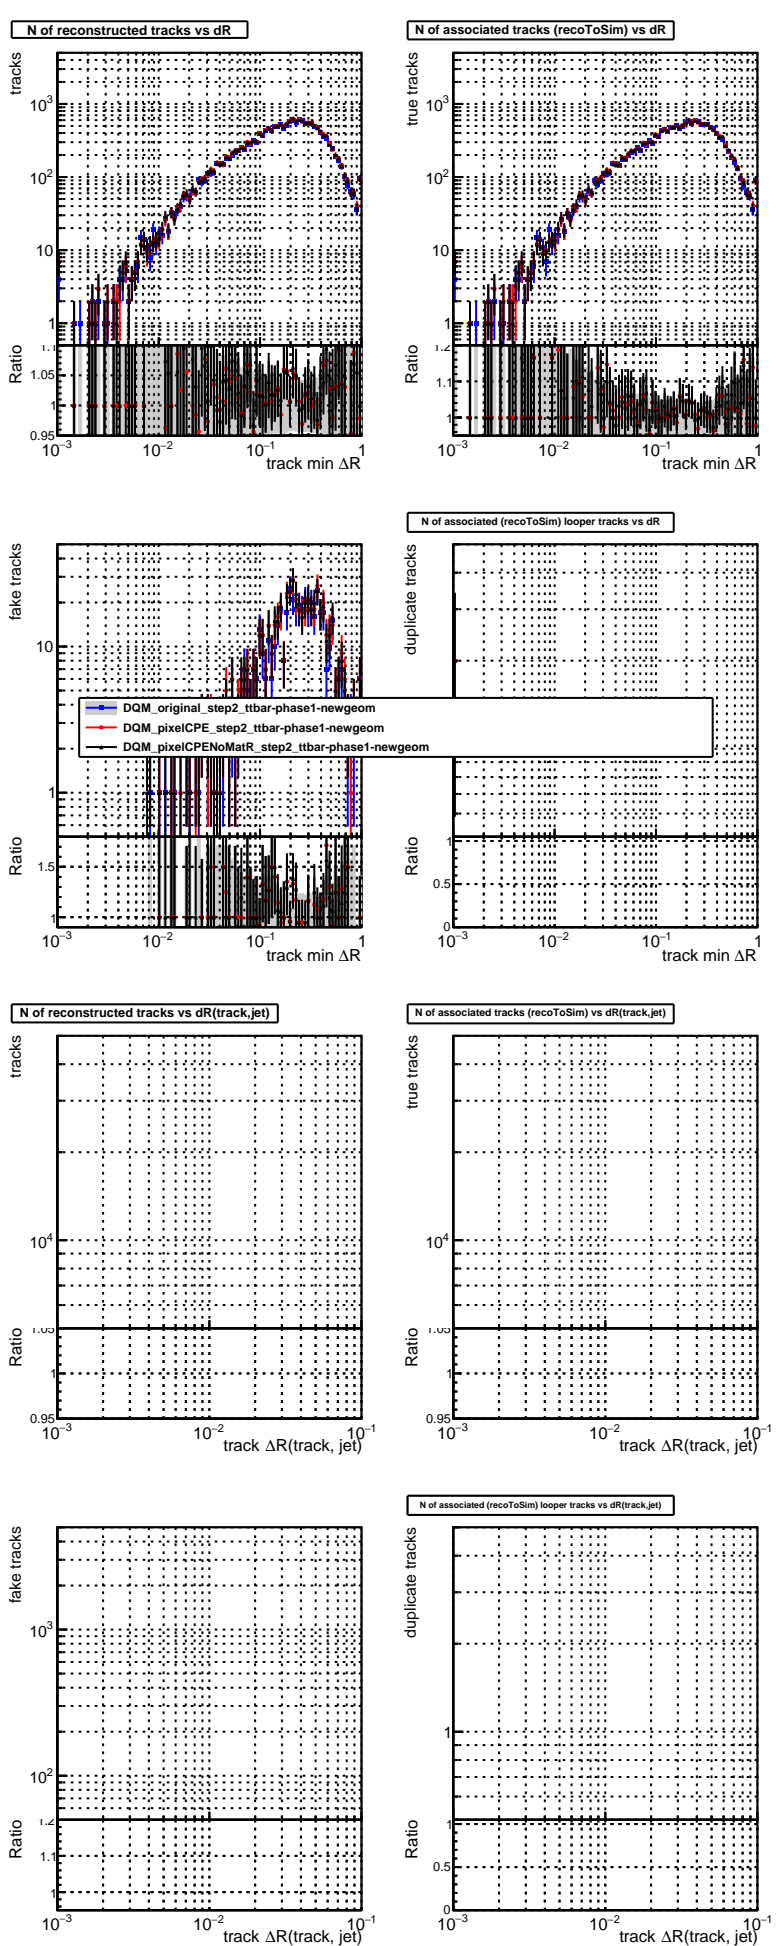 N of reconstructed tracks vs dR
tracks
10³
10²
10
1
Ratio
1.1
1.05
1
0.95
10⁻³ 10⁻² 10⁻¹ 1
track min ΔR
N of associated tracks (recoToSim) vs dR
true tracks
10³
10²
10
1
Ratio
1.2
1.1
1
10⁻³ 10⁻² 10⁻¹ 1
track min ΔR
fake tracks
10
1
Ratio
1.5
1
10⁻³ 10⁻² 10⁻¹ 1
track min ΔR
N of associated (recoToSim) looper tracks vs dR
duplicate tracks
Ratio
1
0.5
0
10⁻³ 10⁻² 10⁻¹ 1
track min ΔR
DQM_original_step2_ttbar-phase1-newgeom
DQM_pixelCPE_step2_ttbar-phase1-newgeom
DQM_pixelCPENoMatR_step2_ttbar-phase1-newgeom
N of reconstructed tracks vs dR(track,jet)
tracks
10⁴
Ratio
1.05
1
0.95
10⁻³ 10⁻² 10⁻¹
track ΔR(track, jet)
N of associated tracks (recoToSim) vs dR(track,jet)
true tracks
10⁴
Ratio
1.05
1
0.95
10⁻³ 10⁻² 10⁻¹
track ΔR(track, jet)
fake tracks
10³
10²
Ratio
1.2
1.1
1
10⁻³ 10⁻² 10⁻¹
track ΔR(track, jet)
N of associated (recoToSim) looper tracks vs dR(track,jet)
duplicate tracks
1
Ratio
1
0.5
0
10⁻³ 10⁻² 10⁻¹
track ΔR(track, jet)